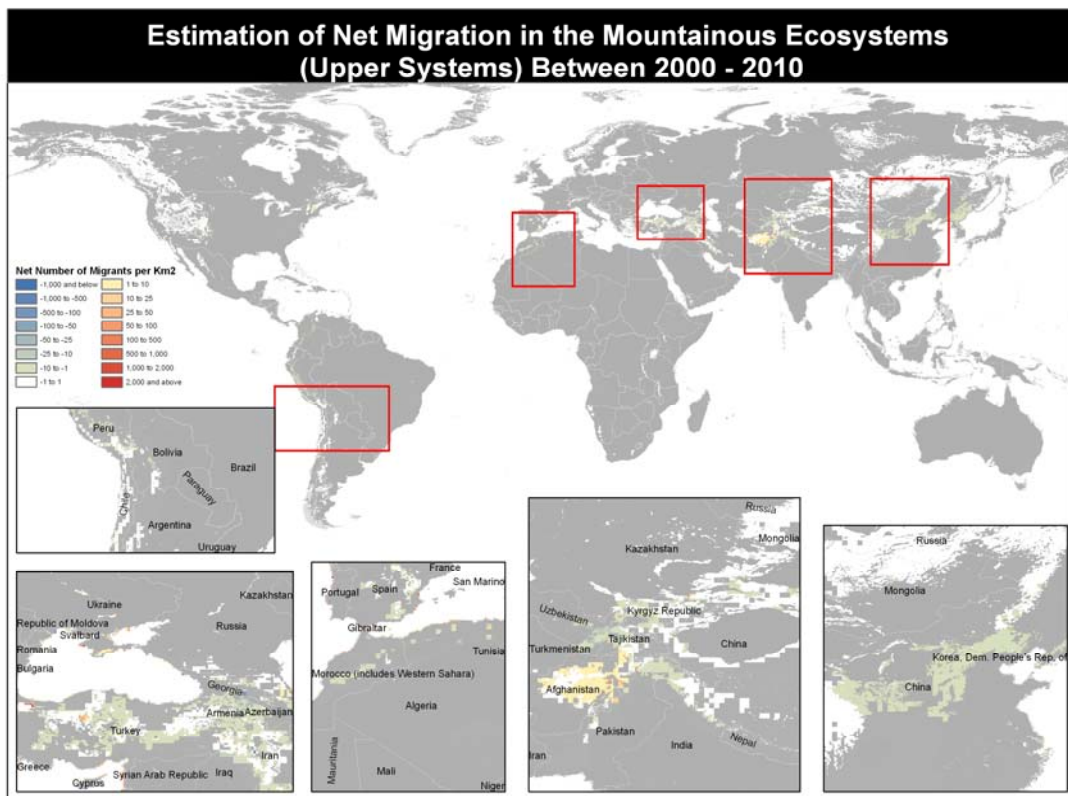 Estimation of Net Migration in the Mountainous Ecosystems
(Upper Systems) Between 2000 - 2010
Net Number of Migrants per Km2
-1,000 and below
1 to 10
-1,000 to -500
10 to 25
-500 to -100
25 to 50
-100 to -50
50 to 100
-50 to -25
100 to 500
-25 to -10
500 to 1,000
-10 to -1
1,000 to 2,000
-1 to 1
2,000 and above
Peru
Bolivia
Brazil
Paraguay
Chile
Argentina
Uruguay
Ukraine
Kazakhstan
Republic of Moldova
Svalbard
Russia
Romania
Bulgaria
Georgia
Armenia
Azerbaijan
Turkey
Iran
Greece
Syrian Arab Republic
Iraq
Cyprus
France
Portugal
Spain
San Marino
Gibraltar
Tunisia
Morocco (includes Western Sahara)
Algeria
Mauritania
Mali
Niger
Russia
Mongolia
Kazakhstan
Uzbekistan
Kyrgyz Republic
Turkmenistan
Tajikistan
China
Afghanistan
Pakistan
Iran
India
Nepal
Russia
Mongolia
Korea, Dem. People's Rep. of
China